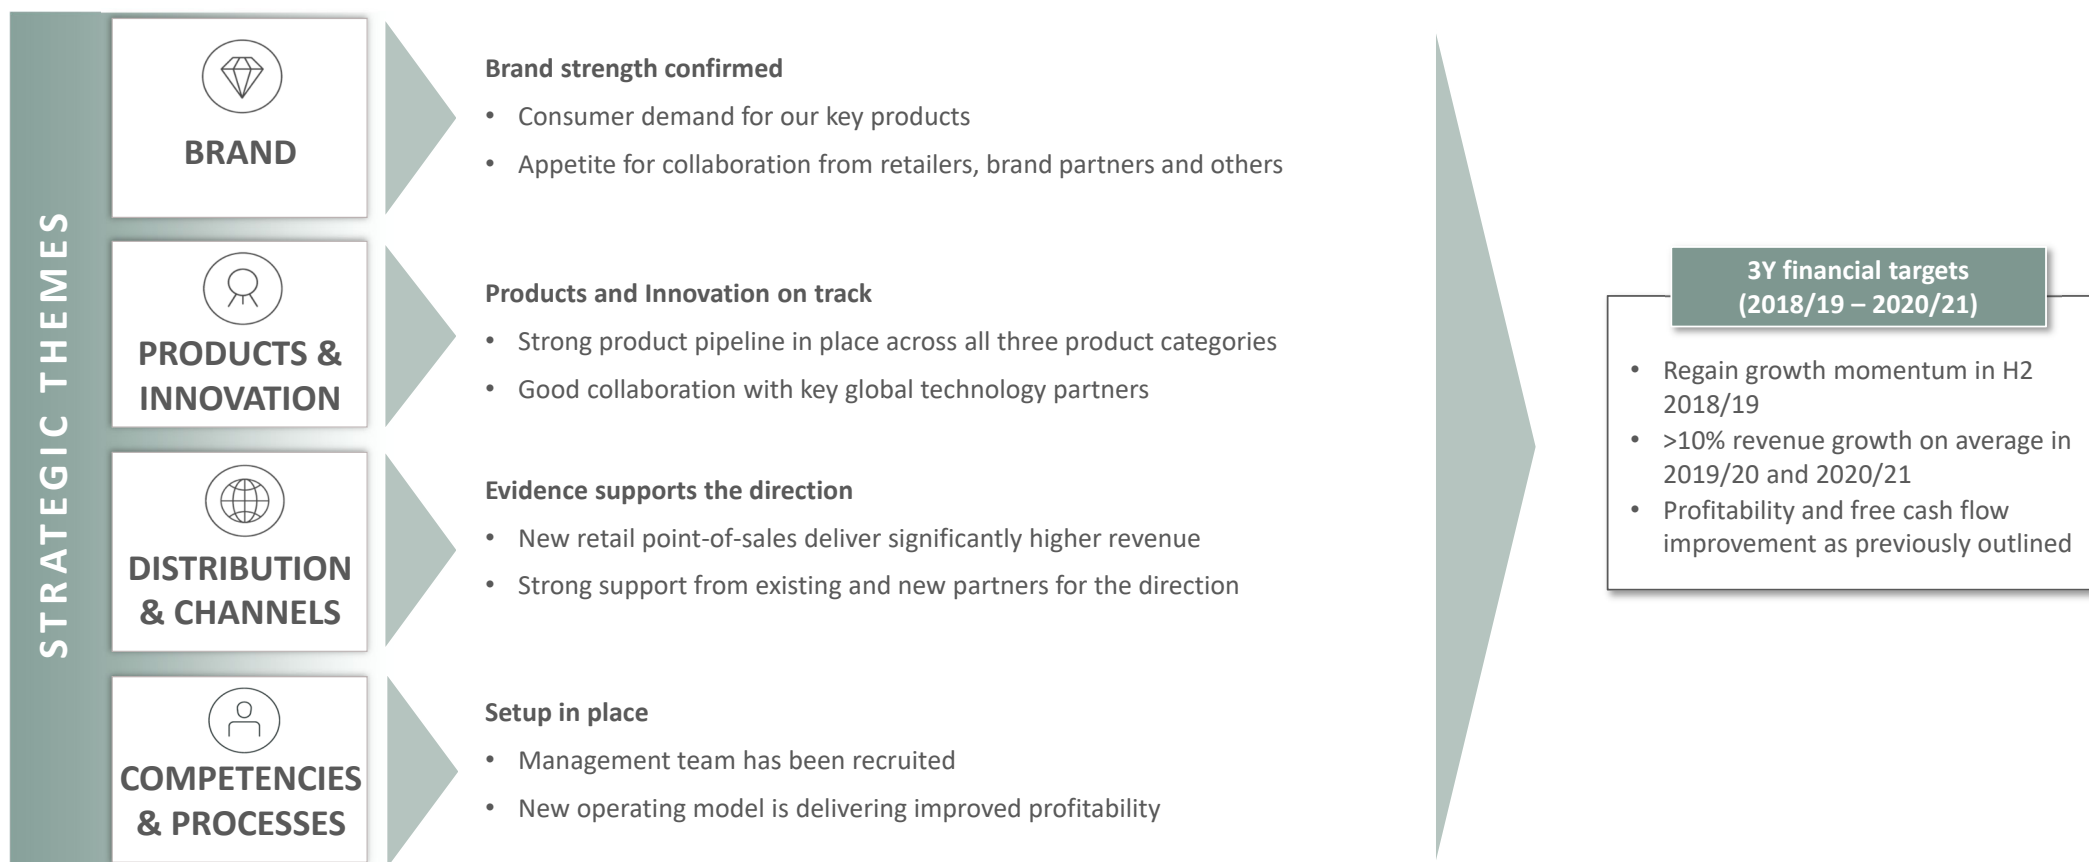 STRATEGIC THEMES
BRAND
Brand strength confirmed
• Consumer demand for our key products
• Appetite for collaboration from retailers, brand partners and others
PRODUCTS &
INNOVATION
Products and Innovation on track
• Strong product pipeline in place across all three product categories
• Good collaboration with key global technology partners
DISTRIBUTION
& CHANNELS
Evidence supports the direction
• New retail point-of-sales deliver significantly higher revenue
• Strong support from existing and new partners for the direction
COMPETENCIES
& PROCESSES
Setup in place
• Management team has been recruited
• New operating model is delivering improved profitability
3Y financial targets
(2018/19 – 2020/21)
• Regain growth momentum in H2
2018/19
• >10% revenue growth on average in
2019/20 and 2020/21
• Profitability and free cash flow
improvement as previously outlined